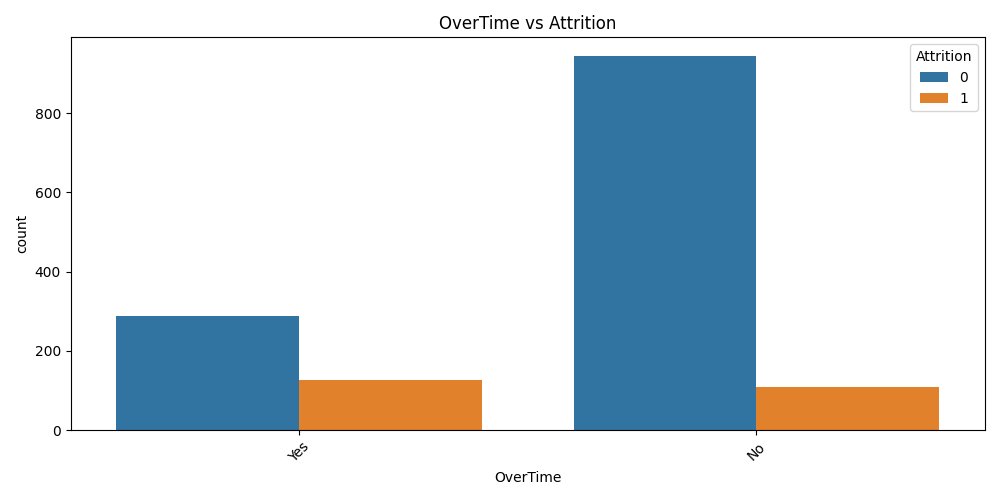 OverTime vs Attrition
Attrition
0
1
count
800
600
400
200
0
Yes
No
OverTime